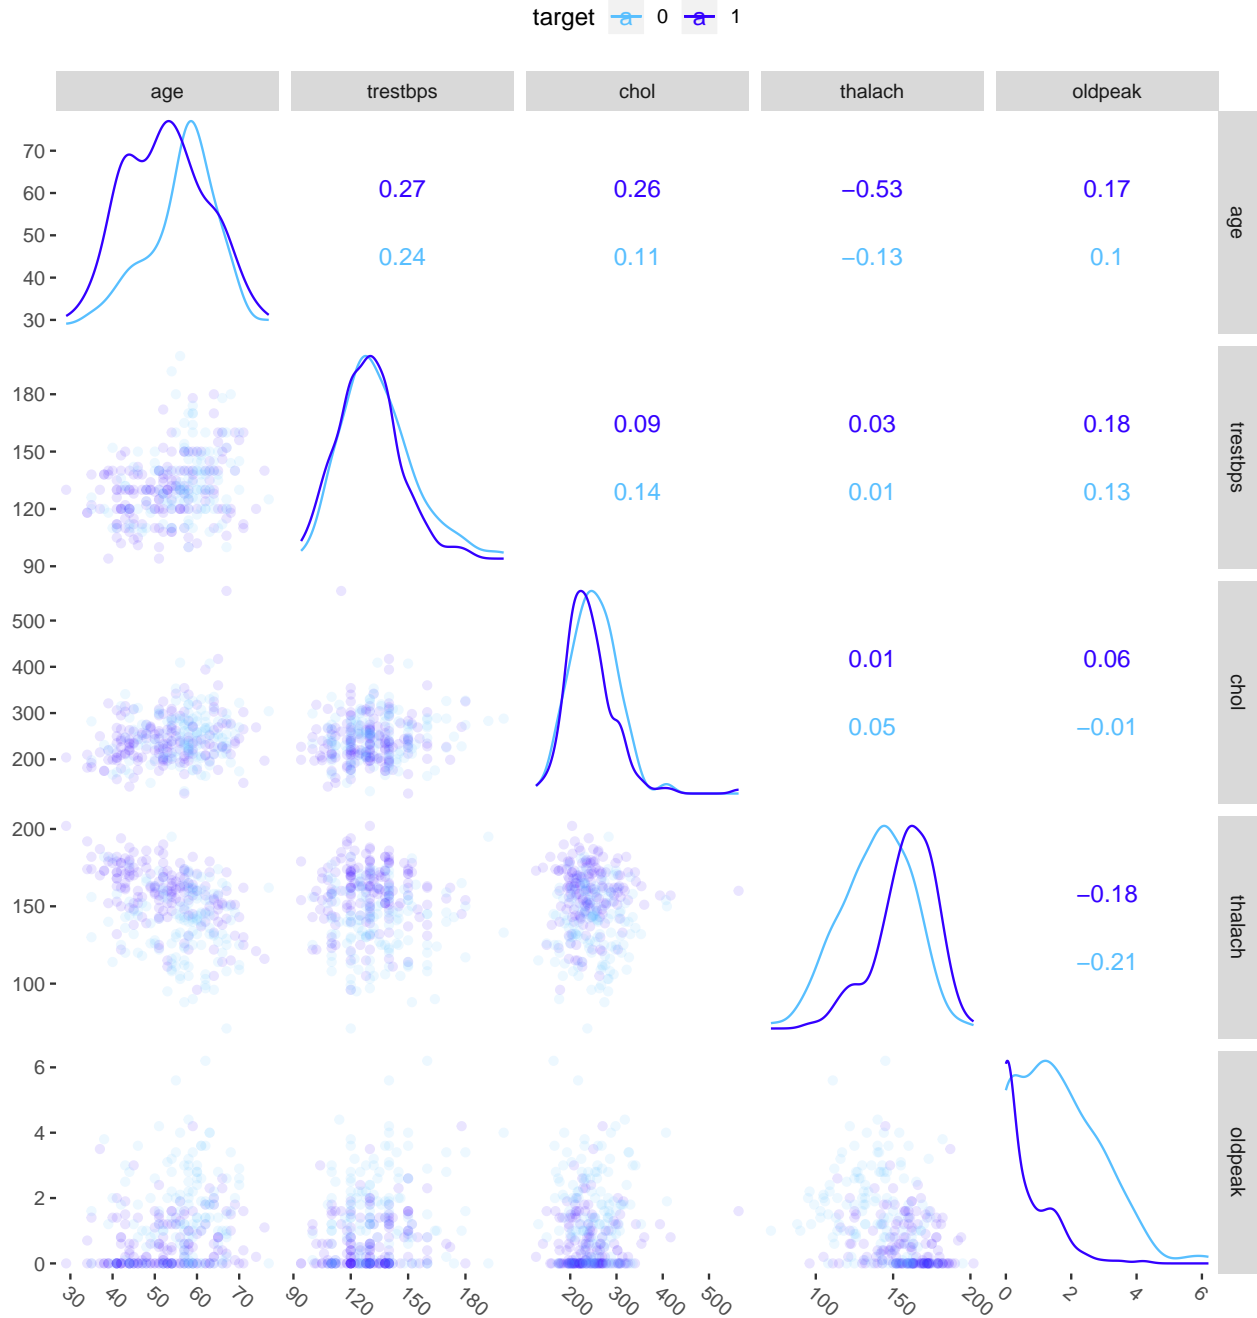 target a 0 a 1
age trestbps chol thalach oldpeak
70
60
50
40
30
0.27 0.26 −0.53 0.17
0.24 0.11 −0.13 0.1
age
180
150
120
90
0.09 0.03 0.18
0.14 0.01 0.13
trestbps
500
400
300
200
0.01 0.06
0.05 −0.01
chol
200
150
100
−0.18
−0.21
thalach
6
4
2
0
oldpeak
30 40 50 60 70 90 120 150 180 200 300 400 500 100 150 200 0 2 4 6